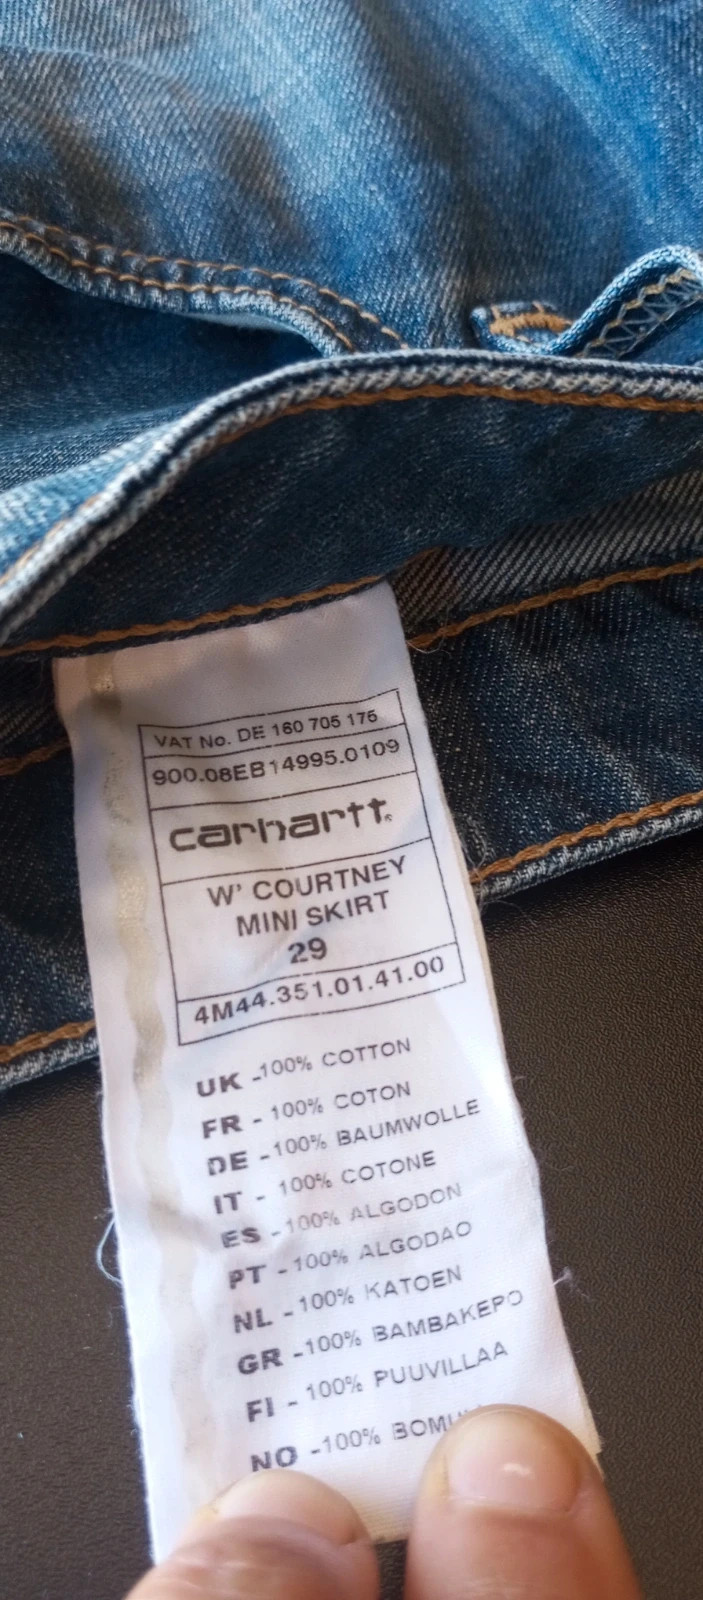 VAT No. DE 160 705 175
900.08EB14995.0109
carhartt
W' COURTNEY
MINI SKIRT
29
4M44.351.01.41.00
UK -100% COTTON
FR - 100% COTON
DE -100% BAUMWOLLE
IT - 100% COTONE
ES -100% ALGODON
PT -100% ALGODAO
NL -100% KATOEN
GR -100% BAMBAKEPO
FI - 100% PUUVILLAA
NO -100%